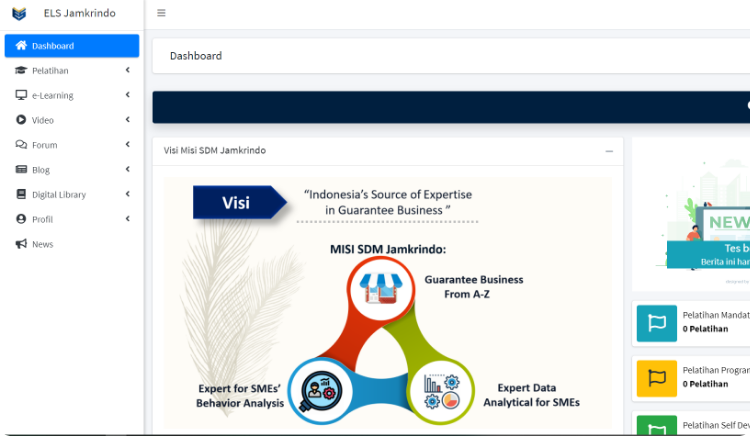 ELS Jamkrindo
Dashboard
Pelatihan
e-Learning
Video
Forum
Blog
Digital Library
Profil
News
Dashboard
Visi Misi SDM Jamkrindo
Visi
"Indonesia's Source of Expertise
in Guarantee Business "
MISI SDM Jamkrindo:
Guarantee Business
From A-Z
Expert for SMEs'
Behavior Analysis
Expert Data
Analytical for SMEs
NEW
Tes b
Berita ini har
Pelatihan Mandat
0 Pelatihan
Pelatihan Program
0 Pelatihan
Pelatihan Self Dev